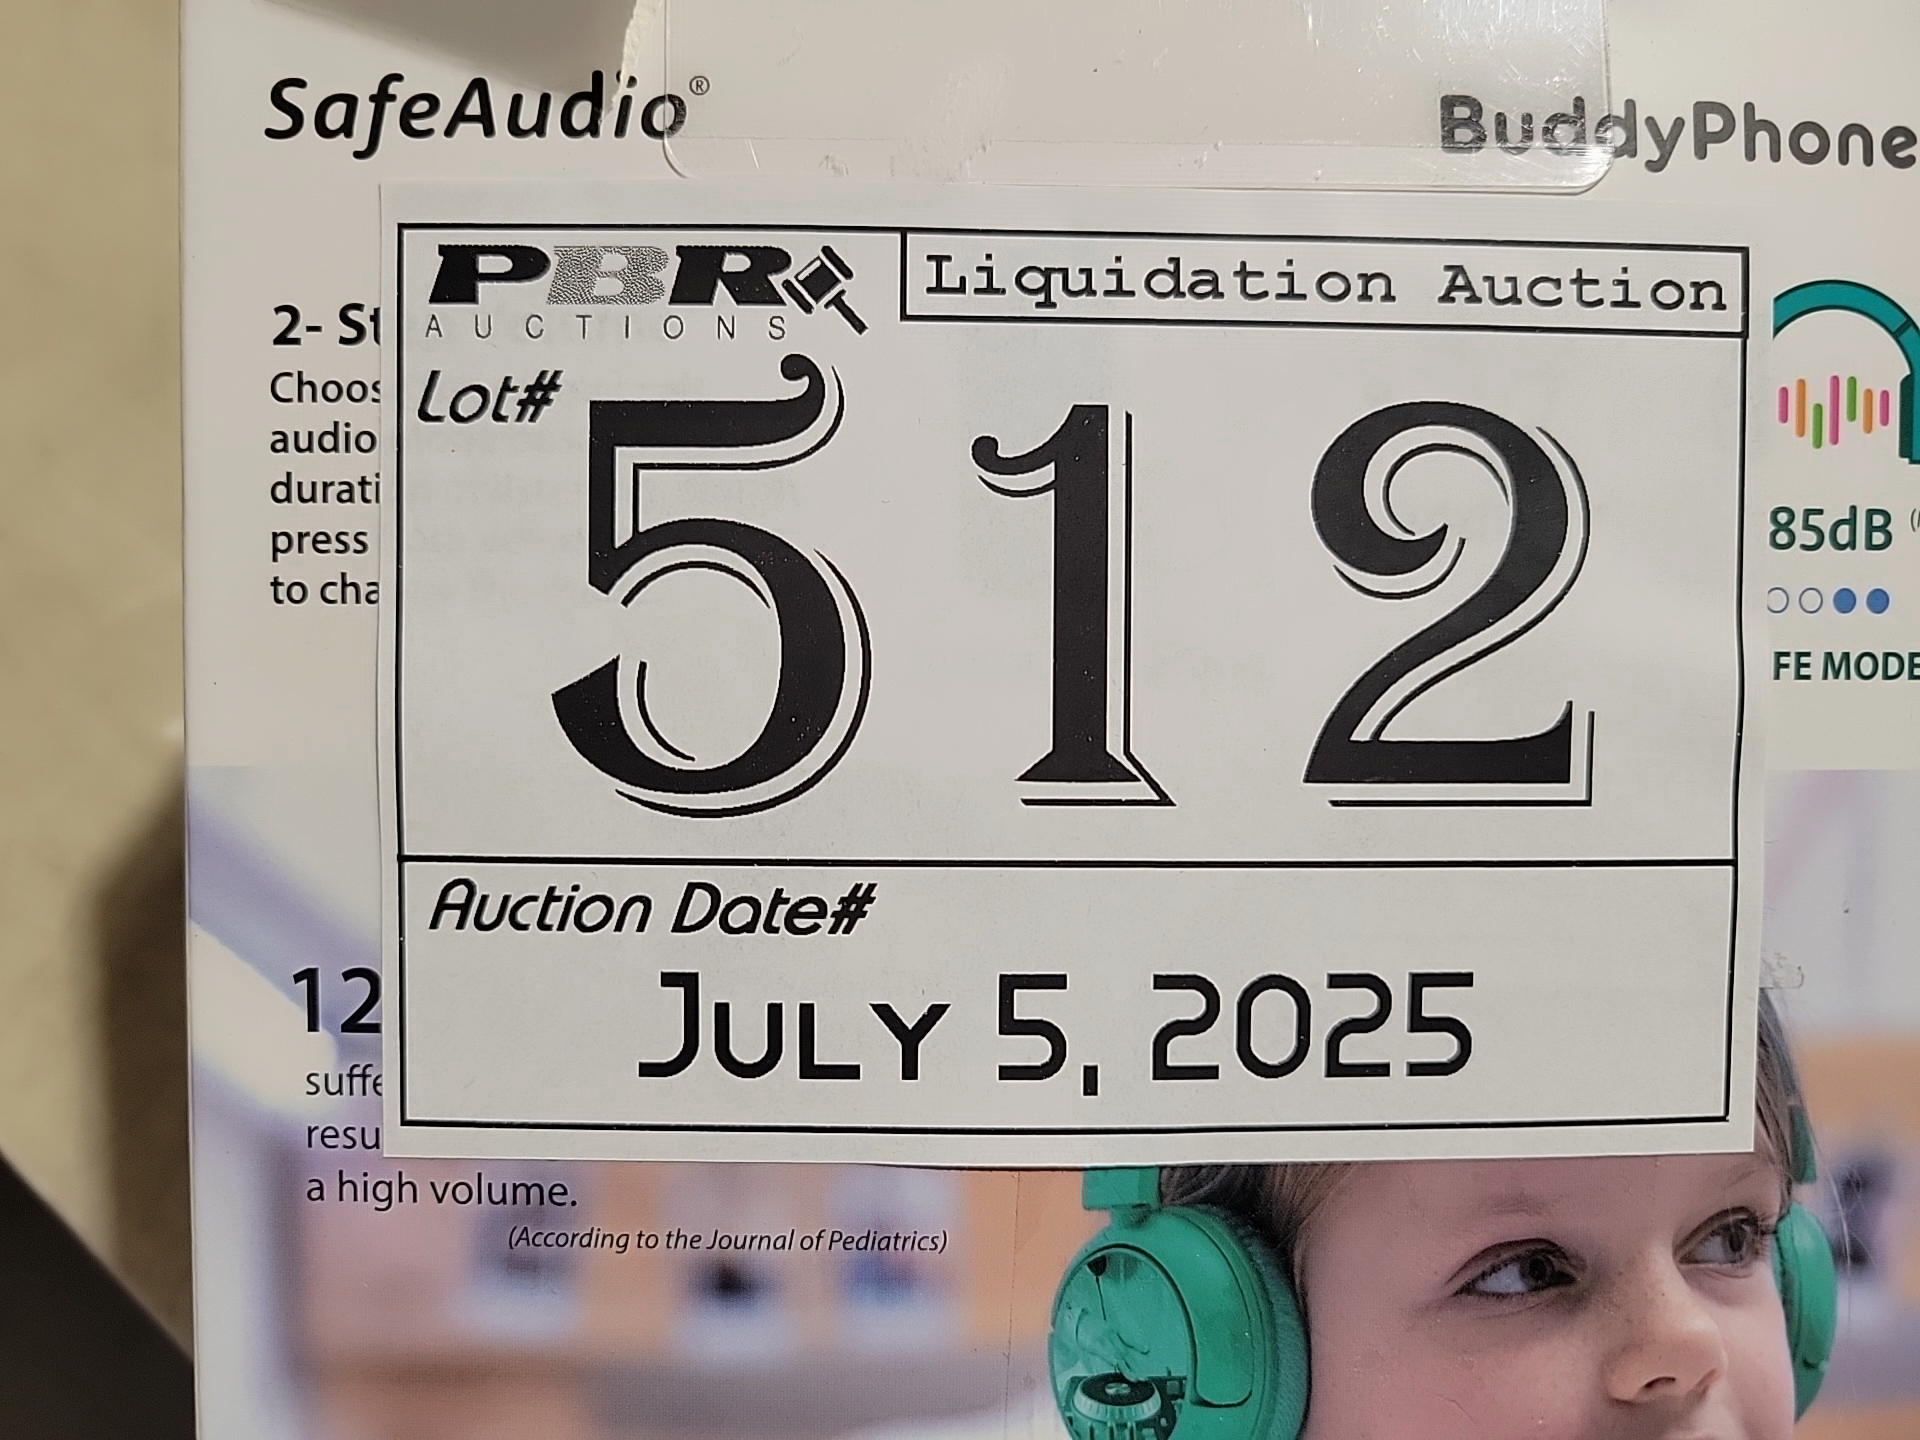 SafeAudio®
BuddyPhone
PBR
AUCTIONS
Liquidation Auction
Lot# 512
2- St
Choos
audio
durati
press
to cha
85dB
FE MODE
Auction Date#
JULY 5, 2025
12
suffe
resu
a high volume.
(According to the Journal of Pediatrics)